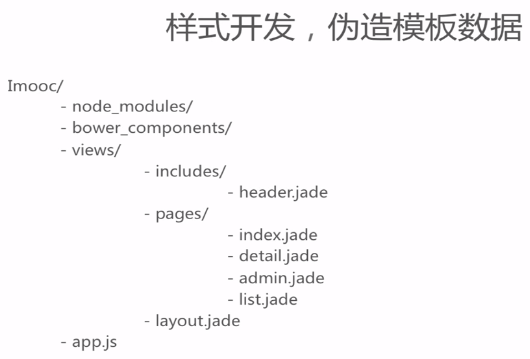 样式开发，伪造模板数据
Imooc/
- node_modules/
- bower_components/
- views/
- includes/
- header.jade
- pages/
- index.jade
- detail.jade
- admin.jade
- list.jade
- layout.jade
- app.js